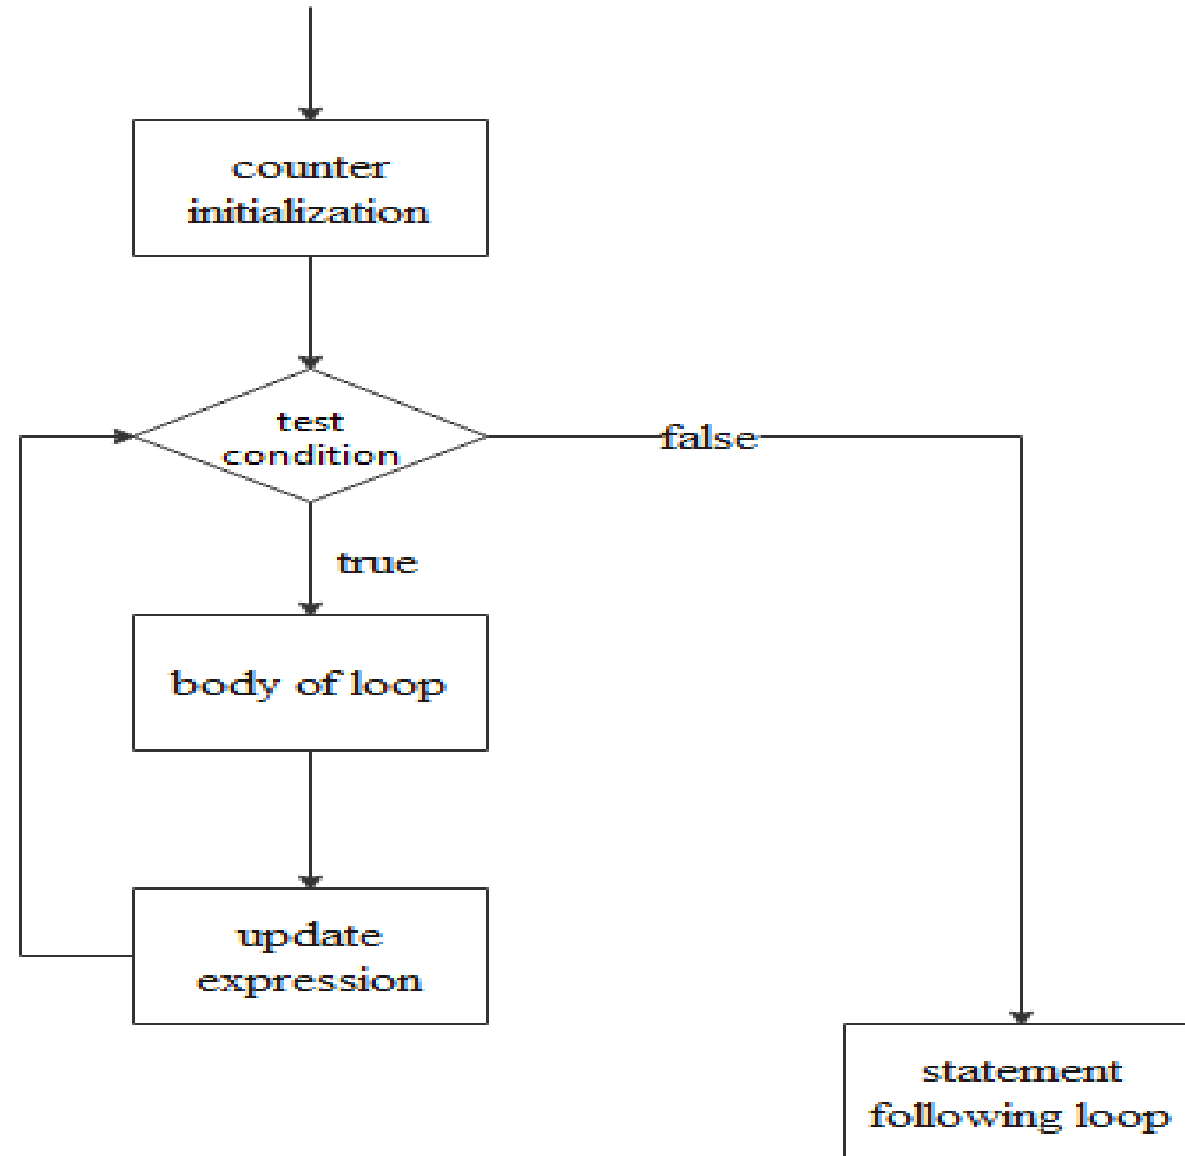 counter
initialization
test
condition
false
true
body of loop
update
expression
statement
following loop